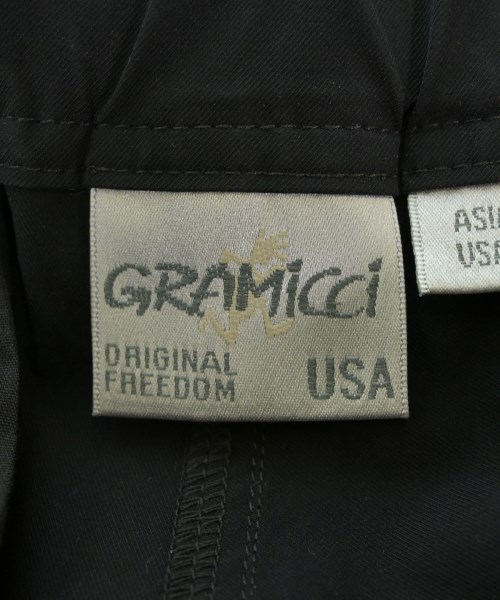 GRAMiCCi
ORIGINAL
FREEDOM
USA
ASIA
USA